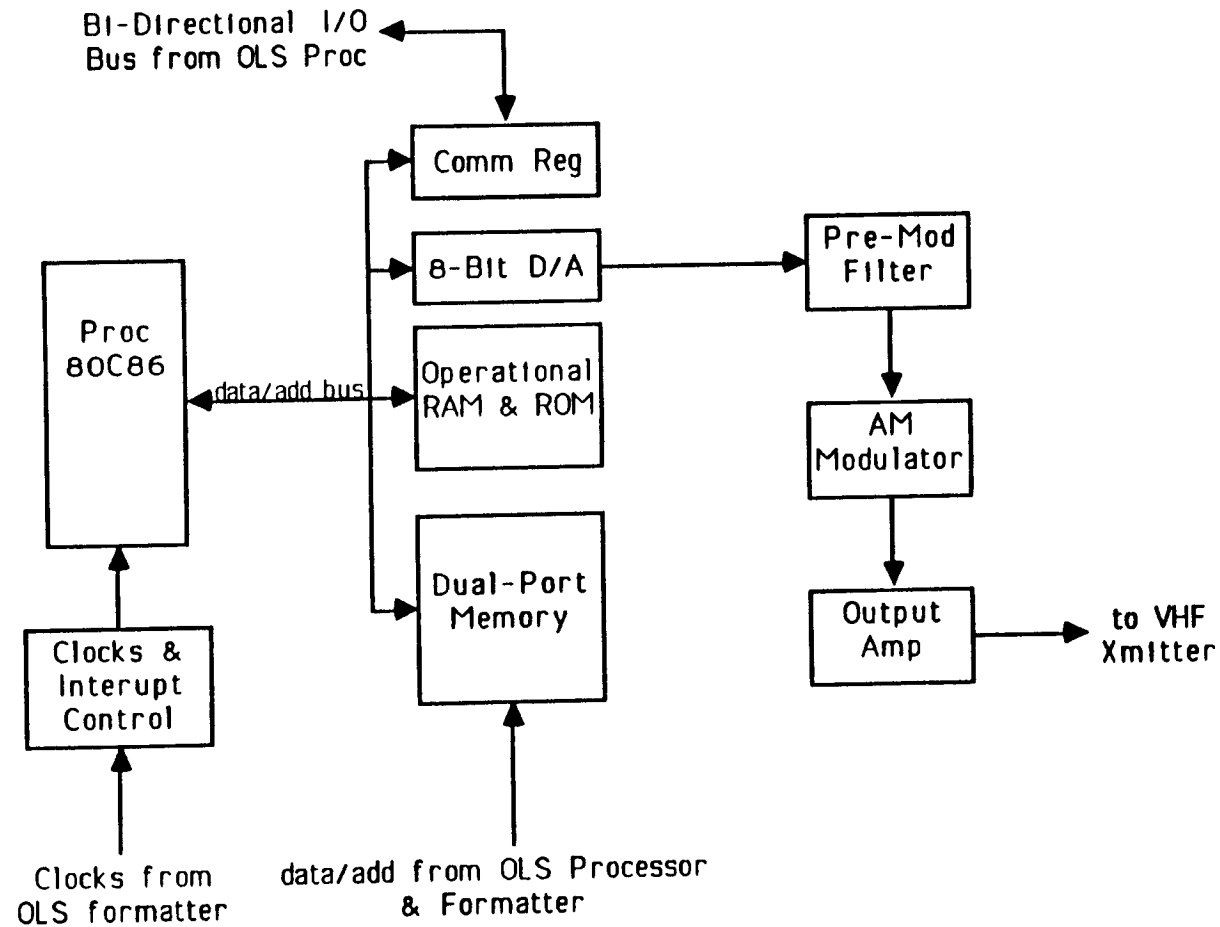 Bi-Directional I/O
Bus from OLS Proc
Comm Reg
8-Bit D/A
Pre-Mod
Filter
Proc
80C86
data/add bus
Operational
RAM & ROM
AM
Modulator
Dual-Port
Memory
Output
Amp
to VHF
Xmitter
Clocks &
Interupt
Control
Clocks from
OLS formatter
data/add from OLS Processor
& Formatter